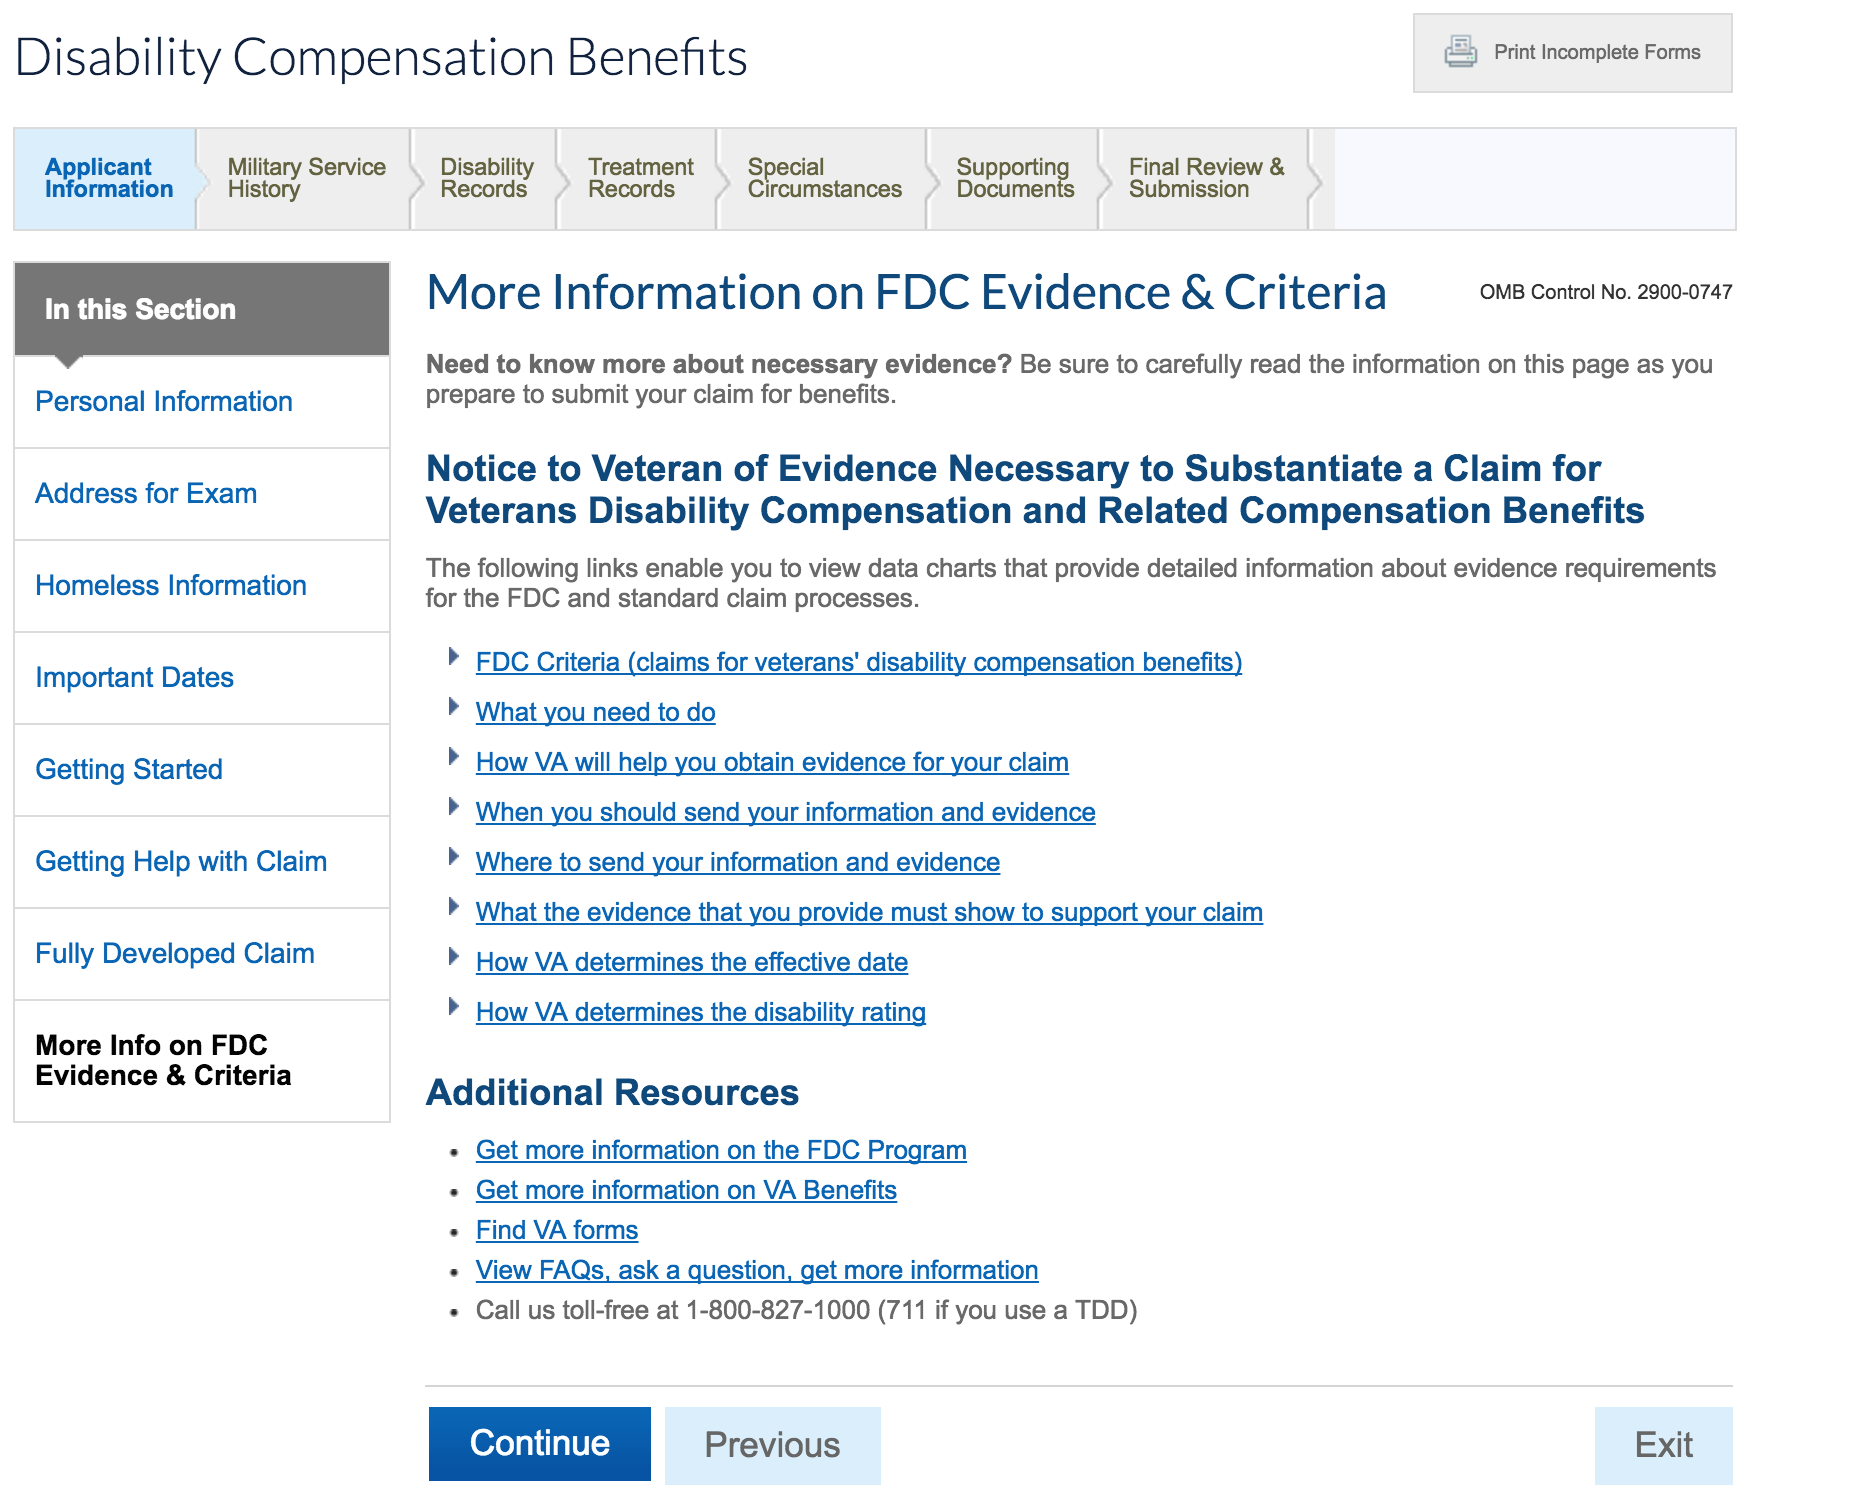 Disability Compensation Benefits
Print Incomplete Forms
Applicant
Information
Military Service
History
Disability
Records
Treatment
Records
Special
Circumstances
Supporting
Documents
Final Review &
Submission
In this Section
Personal Information
Address for Exam
Homeless Information
Important Dates
Getting Started
Getting Help with Claim
Fully Developed Claim
More Info on FDC
Evidence & Criteria
More Information on FDC Evidence & Criteria
OMB Control No. 2900-0747
Need to know more about necessary evidence? Be sure to carefully read the information on this page as you
prepare to submit your claim for benefits.
Notice to Veteran of Evidence Necessary to Substantiate a Claim for
Veterans Disability Compensation and Related Compensation Benefits
The following links enable you to view data charts that provide detailed information about evidence requirements
for the FDC and standard claim processes.
FDC Criteria (claims for veterans' disability compensation benefits)
What you need to do
How VA will help you obtain evidence for your claim
When you should send your information and evidence
Where to send your information and evidence
What the evidence that you provide must show to support your claim
How VA determines the effective date
How VA determines the disability rating
Additional Resources
Get more information on the FDC Program
Get more information on VA Benefits
Find VA forms
View FAQs, ask a question, get more information
Call us toll-free at 1-800-827-1000 (711 if you use a TDD)
Continue
Previous
Exit